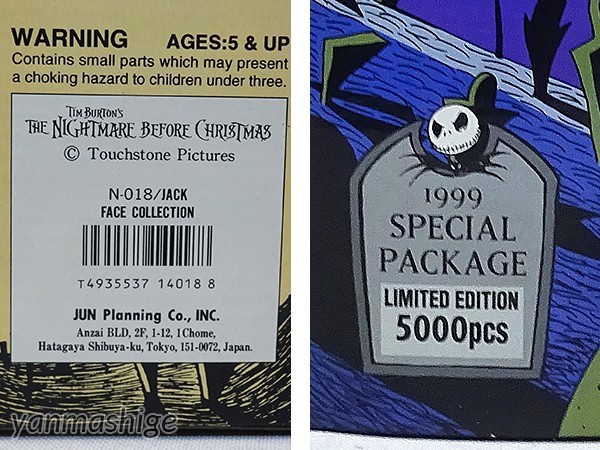 WARNING AGES:5 & UP
Contains small parts which may present
a choking hazard to children under three.
TIM BURTON'S
THE NIGHTMARE BEFORE CHRISTMAS
© Touchstone Pictures
N-018/JACK
FACE COLLECTION
T4935537 14018 8
JUN Planning Co., INC.
Anzai BLD, 2F, 1-12, 1Chome,
Hatagaya Shibuya-ku, Tokyo, 151-0072, Japan.
yanmashige
1999
SPECIAL
PACKAGE
LIMITED EDITION
5000pcs